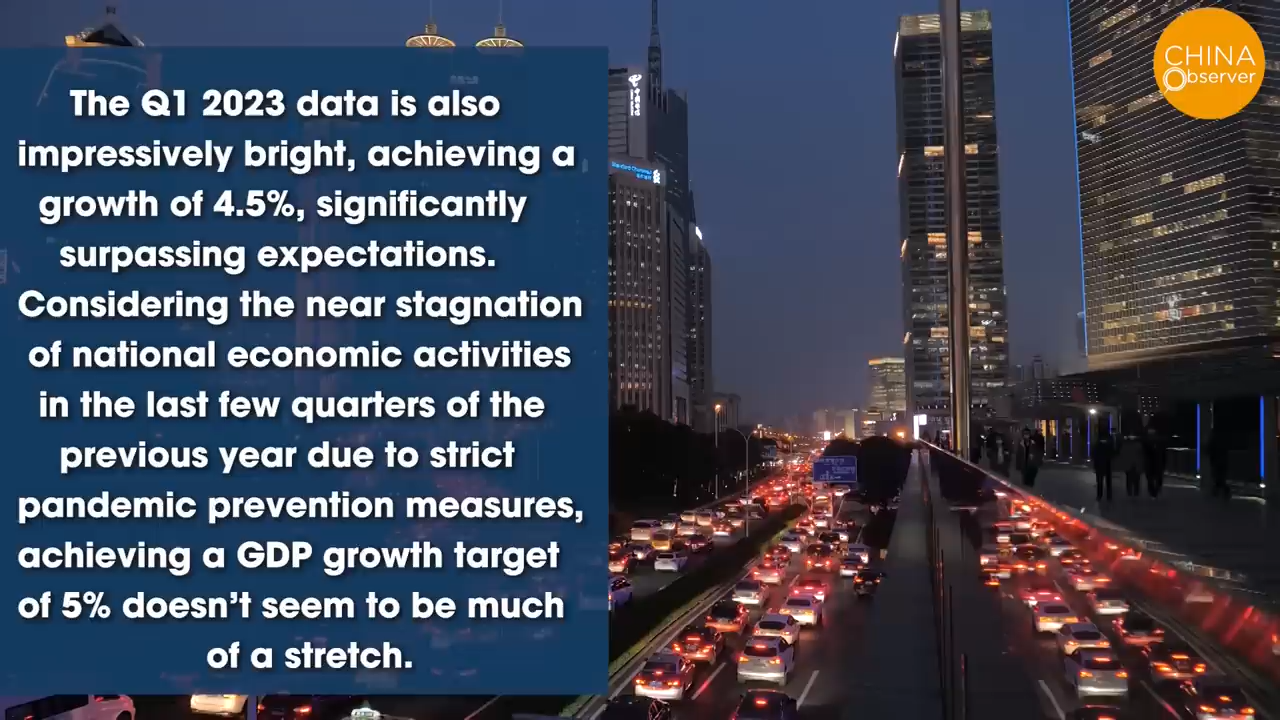 The Q1 2023 data is also
impressively bright, achieving a
growth of 4.5%, significantly
surpassing expectations.
Considering the near stagnation
of national economic activities
in the last few quarters of the
previous year due to strict
pandemic prevention measures,
achieving a GDP growth target
of 5% doesn’t seem to be much
of a stretch.
CHINA
Observer